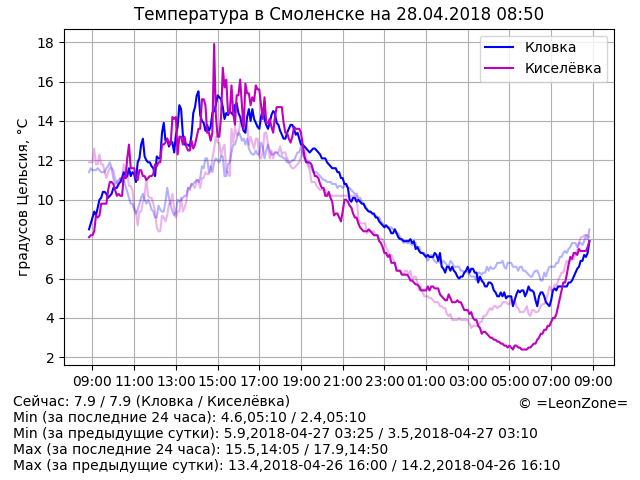 Температура в Смоленске на 28.04.2018 08:50
Кловка
Киселёвка
градусов Цельсия, °C
18
16
14
12
10
8
6
4
2
09:00 11:00 13:00 15:00 17:00 19:00 21:00 23:00 01:00 03:00 05:00 07:00 09:00
Сейчас: 7.9 / 7.9 (Кловка / Киселёвка)
© =LeonZone=
Min (за последние 24 часа): 4.6,05:10 / 2.4,05:10
Min (за предыдущие сутки): 5.9,2018-04-27 03:25 / 3.5,2018-04-27 03:10
Max (за последние 24 часа): 15.5,14:05 / 17.9,14:50
Max (за предыдущие сутки): 13.4,2018-04-26 16:00 / 14.2,2018-04-26 16:10